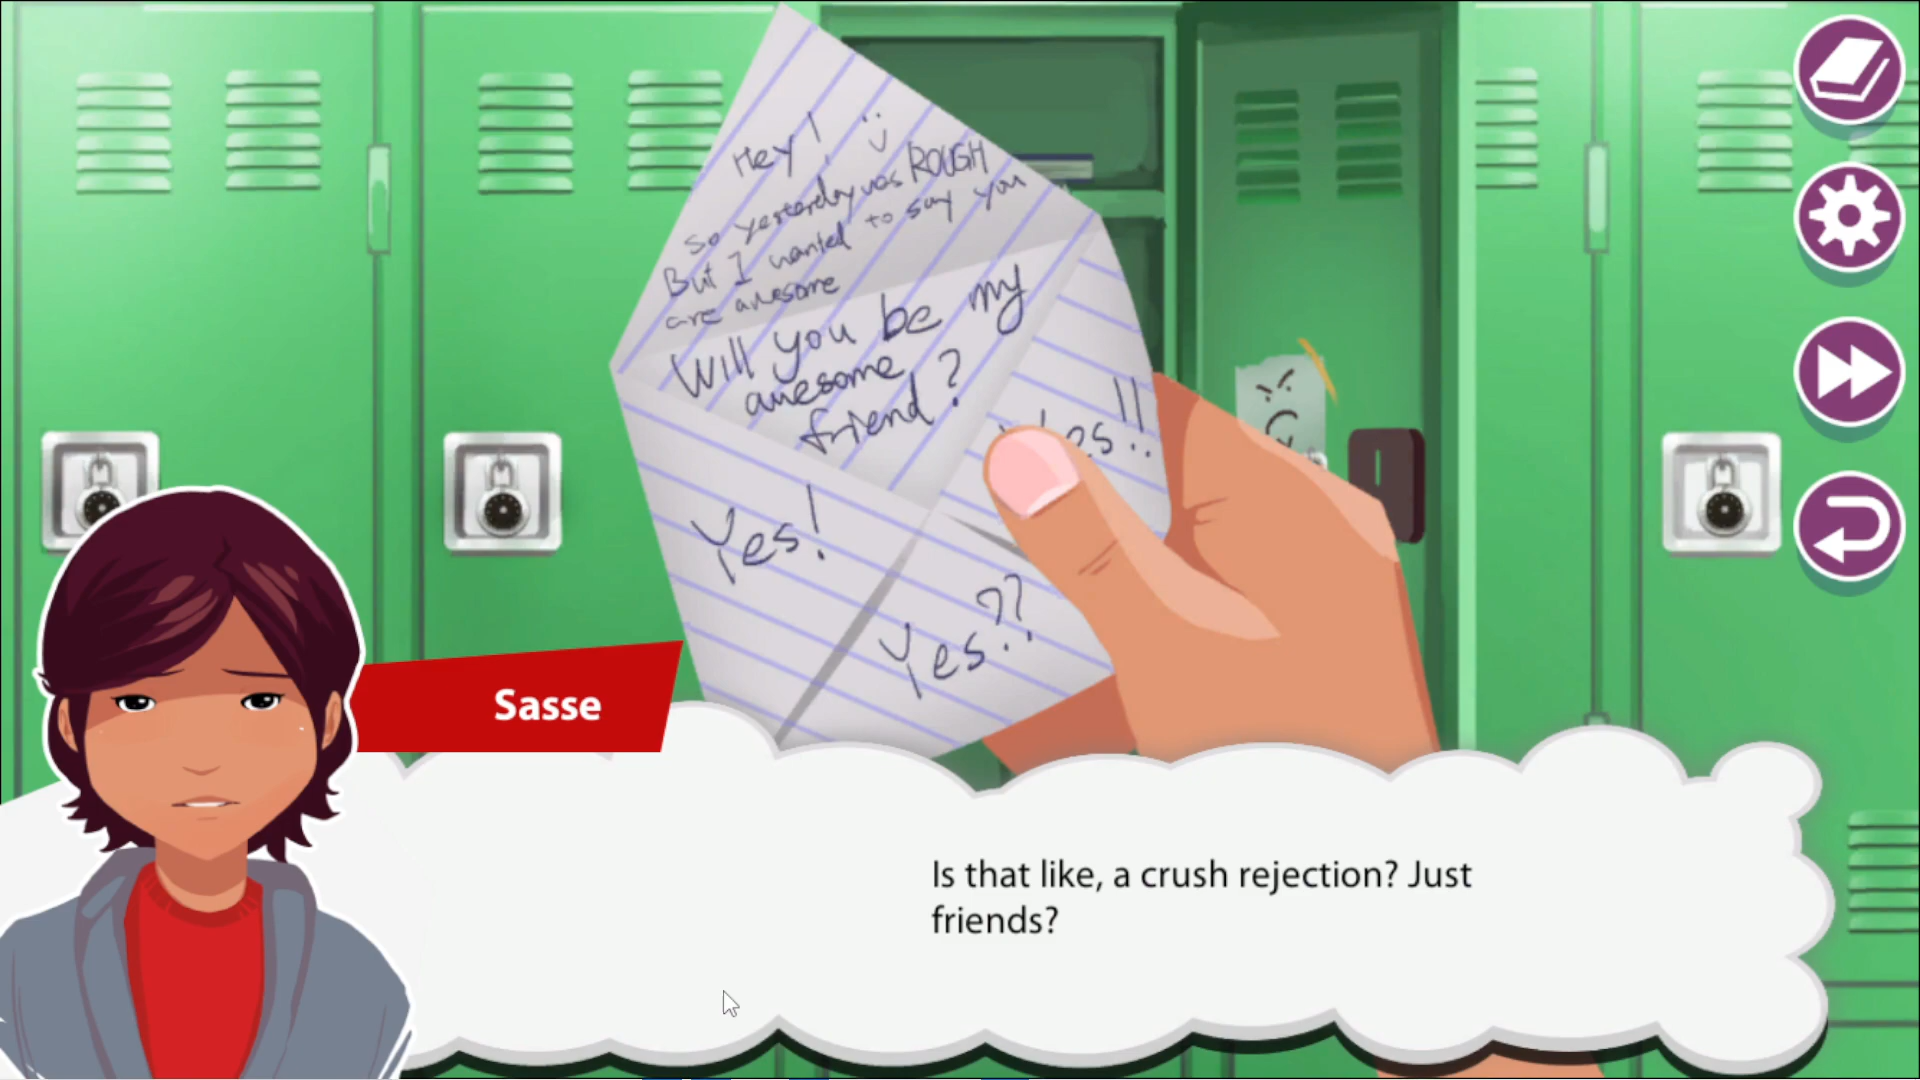 Hey! :)
So yesterday was ROUGH
But I wanted to say you
are awesome
Will you be my
awesome
friend?
Yes!!
Yes!
Yes??
Sasse
Is that like, a crush rejection? Just
friends?